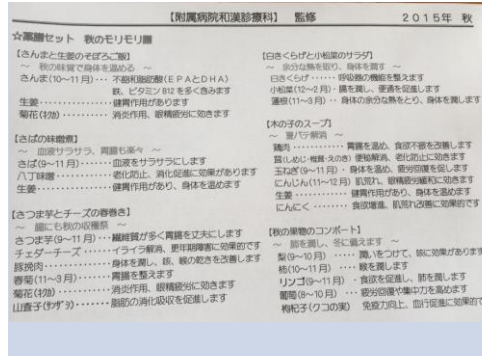 【附属病院和漢診療科】 監修 2015年 秋
☆薬膳セット 秋のモリモリ膳
【さんまと生姜のそぼろご飯】
～ 秋の味覚で身体を温める ～
さんま(10～11月)・・・不飽和脂肪酸(EPAとDHA)
鉄、ビタミンB12を多く含みます
生姜・・・・・・・・・・・・・・健胃作用があります
菊花(ｷｸｶ)・・・・・・・・・消炎作用、眼精疲労に効きます
【さばの味噌煮】
～ 血液サラサラ、胃腸も楽々 ～
さば(9～11月)・・・・・血液をサラサラにします
八丁味噌・・・・・・・・・老化防止、消化促進に効果があります
生姜・・・・・・・・・・・・・・健胃作用があり、身体を温めます
【さつま芋とチーズの春巻き】
～ 腸にも秋の収穫祭 ～
さつま芋(9～11月)・・・繊維質が多く胃腸を丈夫にします
チェダーチーズ・・・・・・イライラ解消、更年期障害に効果的です
豚挽肉・・・・・・・・・・・身体を潤し、咳、喉の乾きを改善します
春菊(11～3月)・・・・・・胃腸を整えます
菊花(ｷｸｶ)・・・・・・・・・消炎作用、眼精疲労に効きます
山査子(ｻﾝｻﾞｼ)・・・・・・・脂肪の消化吸収を促進します
【白きくらげと小松菜のサラダ】
～ 余分な熱を取り、身体を潤す ～
白きくらげ・・・・・・呼吸器の機能を整えます
小松菜(12～2月)・腸を潤し、便通を促進します
蓮根(11～3月)・・身体の余分な熱をとり、身体を潤します
【木の子のスープ】
～ 夏バテ解消 ～
鶏肉・・・・・・・・・・・胃腸を温め、食欲不振を改善します
茸(しめじ・椎茸・えのき) 便秘解消、老化防止に効きます
玉ねぎ(9～11月)・身体を温め、疲労回復を促します
にんじん(11～12月) 肌荒れ、眼精疲労緩和に効きます
生姜・・・・・・・・・・・健胃作用があり、身体を温めます
にんにく・・・・・・・・食欲増進、肌荒れ改善に効果的です
【秋の果物のコンポート】
～ 肺を潤し、冬に備えます ～
梨(9～10月)・・・・・潤いをつけて、咳に効果があります
柿(10～11月)・・・・喉を潤します
リンゴ(9～11月)・食欲を促進し、肺を潤します
葡萄(8～10月)・・・疲労回復や集中力を高めます
枸杞子(クコの実) 免疫力向上、血行促進に効果的で